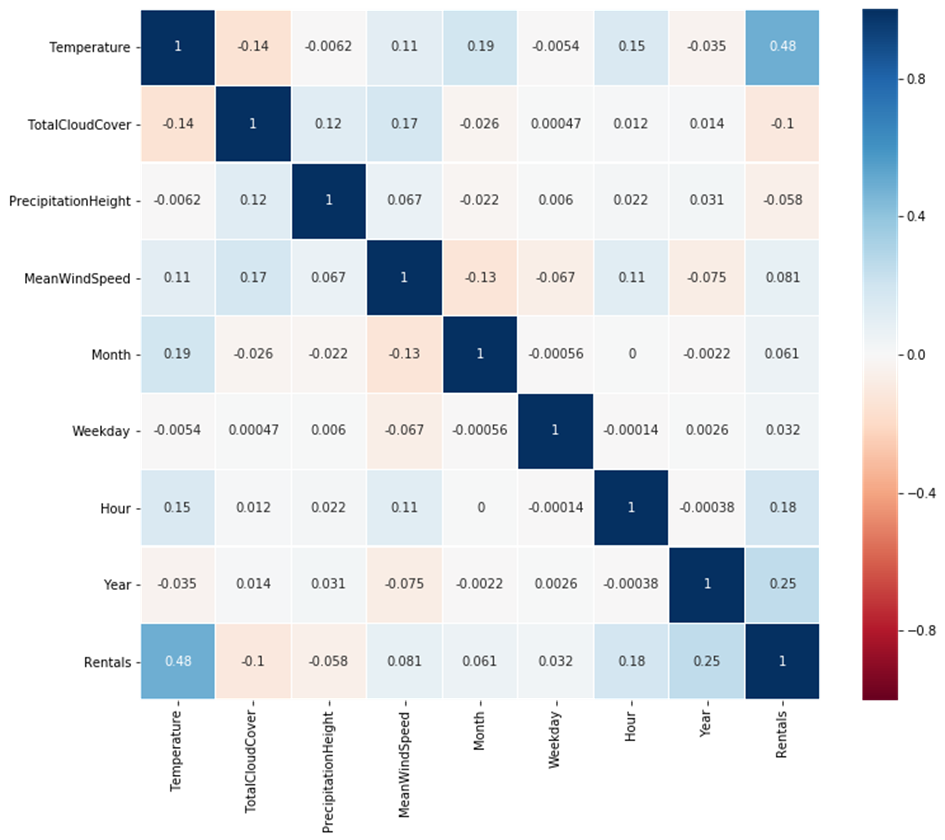 Temperature 1 -0.14 -0.0062 0.11 0.19 -0.0054 0.15 -0.035 0.48
TotalCloudCover -0.14 1 0.12 0.17 -0.026 0.00047 0.012 0.014 -0.1
PrecipitationHeight -0.0062 0.12 1 0.067 -0.022 0.006 0.022 0.031 -0.058
MeanWindSpeed 0.11 0.17 0.067 1 -0.13 -0.067 0.11 -0.075 0.081
Month 0.19 -0.026 -0.022 -0.13 1 -0.00056 0 -0.0022 0.061
Weekday -0.0054 0.00047 0.006 -0.067 -0.00056 1 -0.00014 0.0026 0.032
Hour 0.15 0.012 0.022 0.11 0 -0.00014 1 -0.00038 0.18
Year -0.035 0.014 0.031 -0.075 -0.0022 0.0026 -0.00038 1 0.25
Rentals 0.48 -0.1 -0.058 0.081 0.061 0.032 0.18 0.25 1
Temperature
TotalCloudCover
PrecipitationHeight
MeanWindSpeed
Month
Weekday
Hour
Year
Rentals
0.8
0.4
0.0
−0.4
−0.8